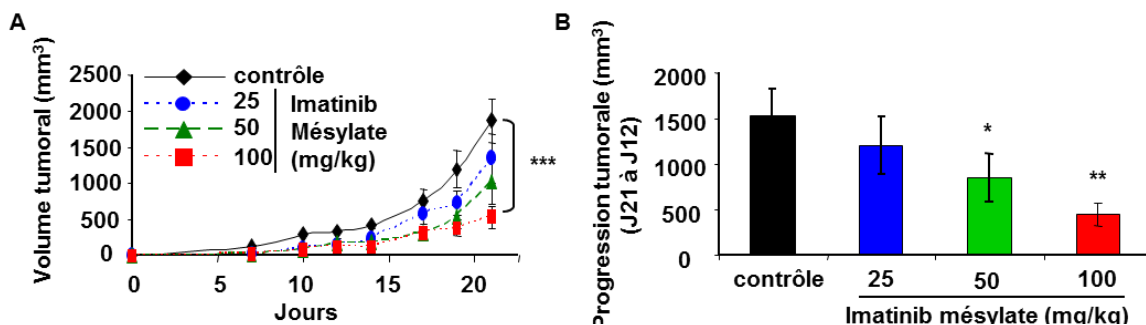 A
Volume tumoral (mm³)
2500
2000
1500
1000
500
0
0
5
10
15
20
Jours
contrôle
25
Imatinib
50
Mésylate
100
(mg/kg)
***
B
Progression tumorale (mm³)
(J21 à J12)
2000
1500
1000
500
0
*
**
contrôle
25
50
100
Imatinib mésylate (mg/kg)